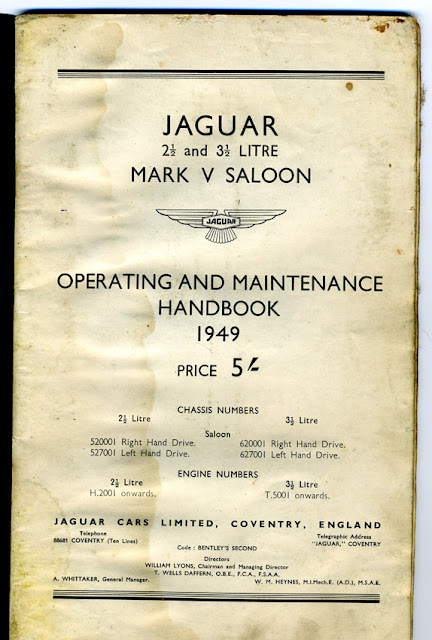 JAGUAR
2½ and 3½ LITRE
MARK V SALOON
JAGUAR
OPERATING AND MAINTENANCE
HANDBOOK
1949
PRICE 5/-
CHASSIS NUMBERS
2½ Litre 3½ Litre
Saloon
520001 Right Hand Drive. 620001 Right Hand Drive.
527001 Left Hand Drive. 627001 Left Hand Drive.
ENGINE NUMBERS
2½ Litre 3½ Litre
H.2001 onwards. T.5001 onwards.
JAGUAR CARS LIMITED, COVENTRY, ENGLAND
Telephone Telegraphic Address
88681 COVENTRY (Ten Lines) "JAGUAR," COVENTRY
Code : BENTLEY'S SECOND
Directors
WILLIAM LYONS, Chairman and Managing Director
T. WELLS DAFFERN, O.B.E., F.C.A., F.S.A.A.
A. WHITTAKER, General Manager. W. M. HEYNES, M.I.Mech.E. (A.D.), M.S.A.E.